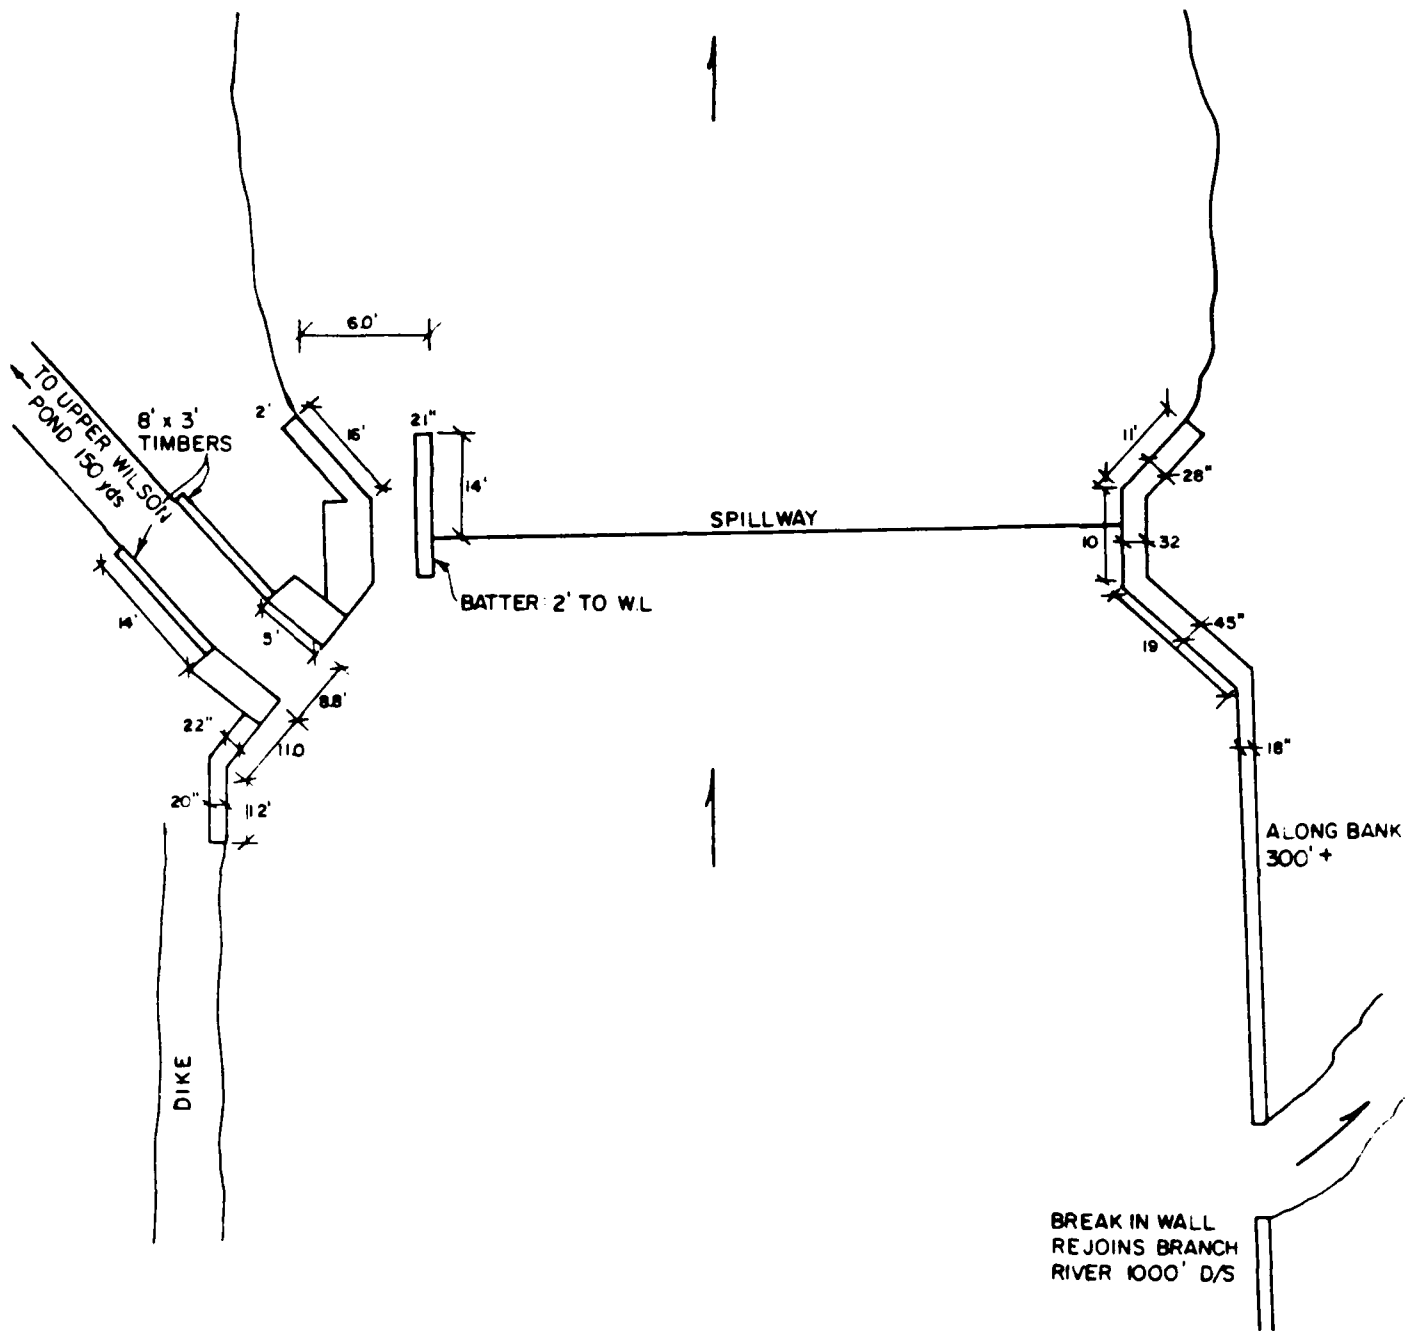 6.0'
TO UPPER WILSON
POND 150 yds
8' x 3'
TIMBERS
2'
16'
21"
14'
SPILLWAY
BATTER: 2' TO W.L
11'
28"
10
32
45"
19
14'
5'
8.8'
22"
11.0
20"
11.2'
18"
ALONG BANK
300' +
DIKE
BREAK IN WALL
REJOINS BRANCH
RIVER 1000' D/S